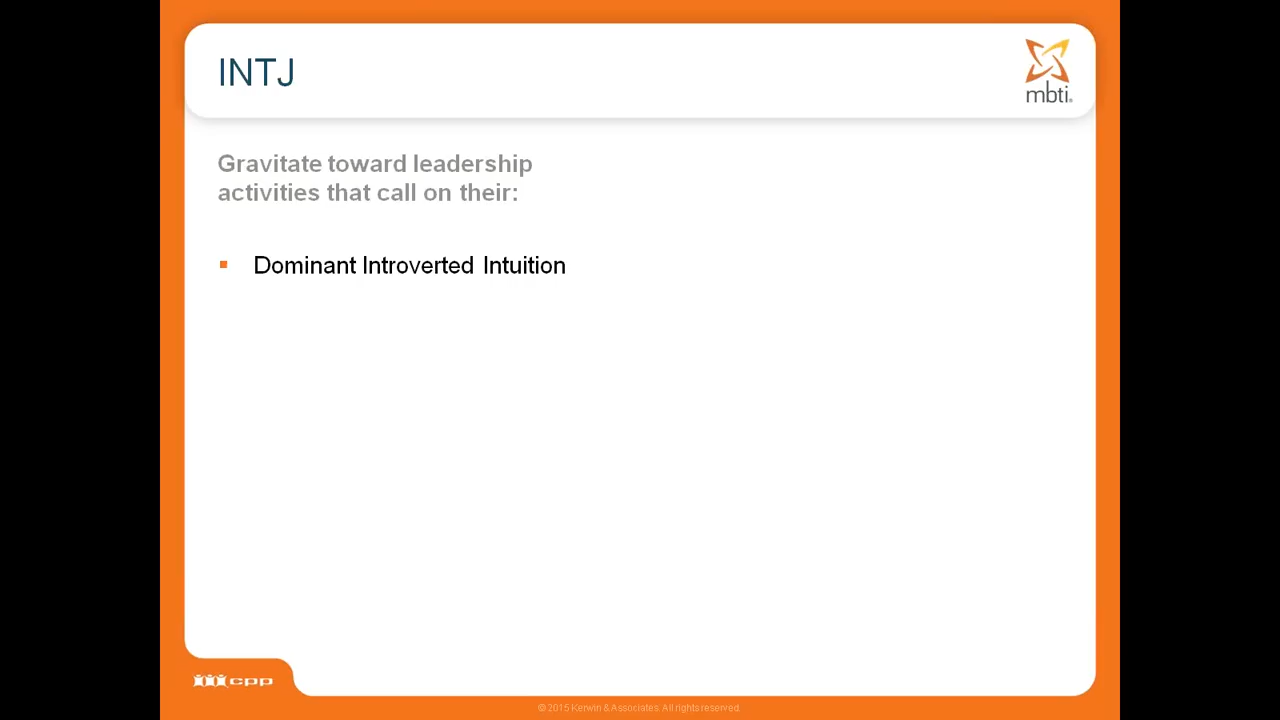 INTJ
mbti®
Gravitate toward leadership
activities that call on their:
▪ Dominant Introverted Intuition
cpp
© 2015 Kerwin & Associates. All rights reserved.